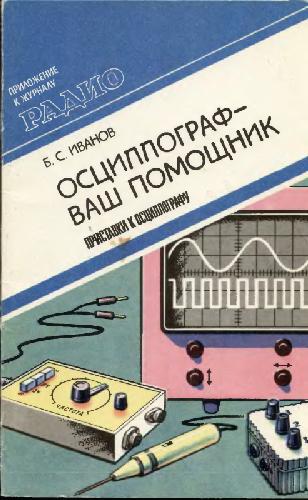 ПРИЛОЖЕНИЕ
К ЖУРНАЛУ
РАДИО
Б. С. ИВАНОВ
ОСЦИЛЛОГРАФ–
ВАШ ПОМОЩНИК
ПРИСТАВКИ К ОСЦИЛЛОГРАФУ
ЧАСТОТА